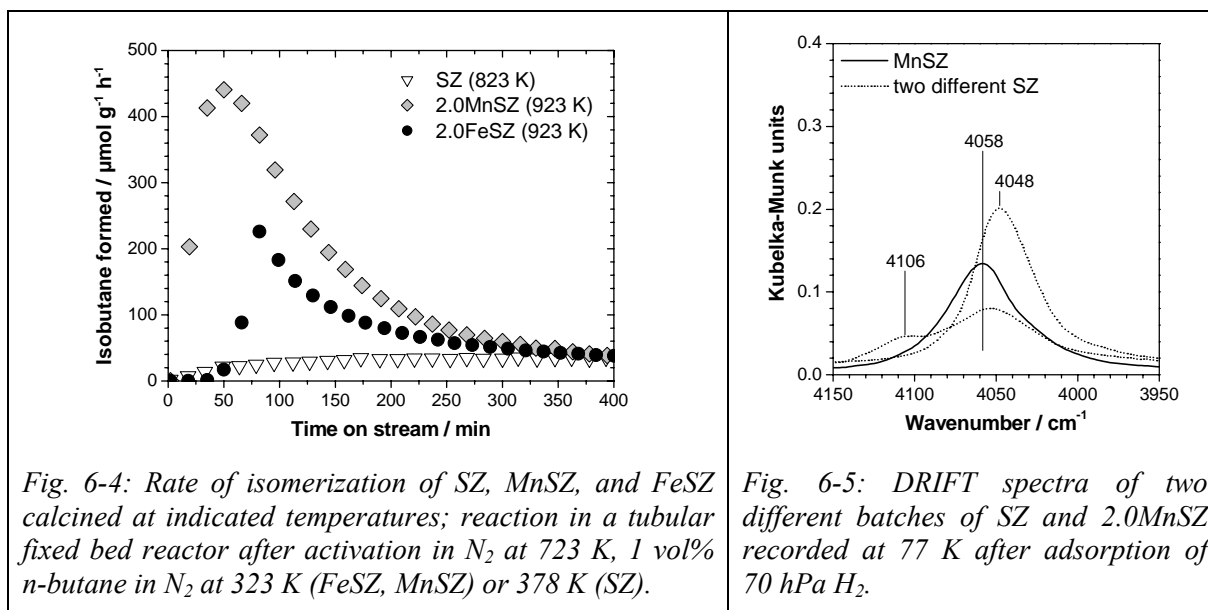 500
400
300
200
100
0
Isobutane formed / µmol g⁻¹ h⁻¹
SZ (823 K)
2.0MnSZ (923 K)
2.0FeSZ (923 K)
0 50 100 150 200 250 300 350 400
Time on stream / min
Fig. 6-4: Rate of isomerization of SZ, MnSZ, and FeSZ
calcined at indicated temperatures; reaction in a tubular
fixed bed reactor after activation in N₂ at 723 K, 1 vol%
n-butane in N₂ at 323 K (FeSZ, MnSZ) or 378 K (SZ).
0.4
0.3
0.2
0.1
0.0
Kubelka-Munk units
MnSZ
two different SZ
4058
4048
4106
4150 4100 4050 4000 3950
Wavenumber / cm⁻¹
Fig. 6-5: DRIFT spectra of two
different batches of SZ and 2.0MnSZ
recorded at 77 K after adsorption of
70 hPa H₂.